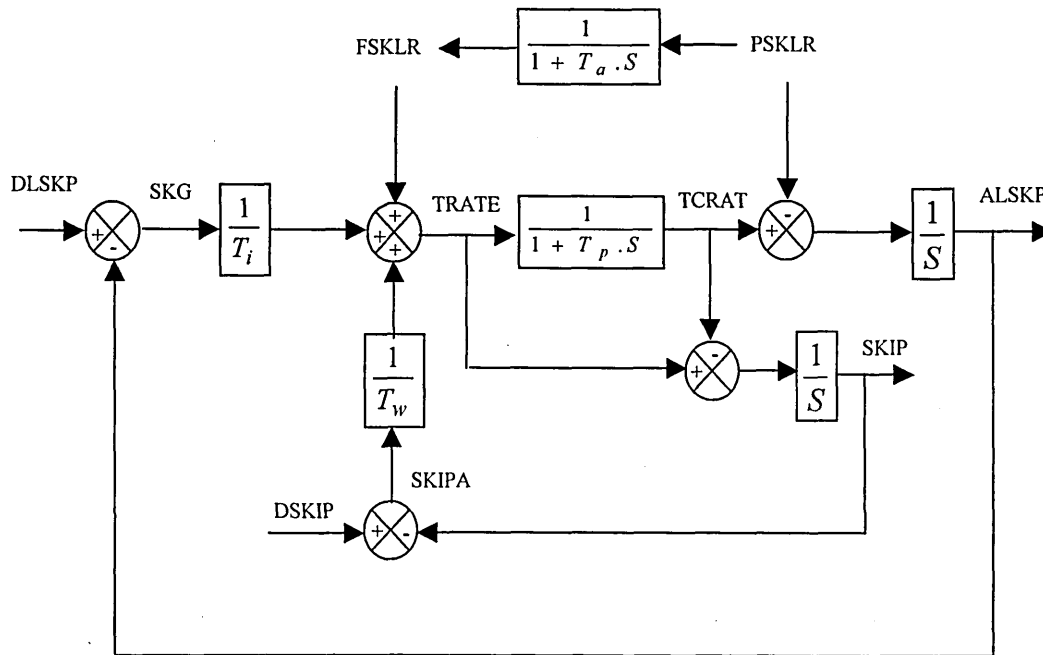 FSKLR
1
1 + T_a . S
PSKLR
DLSKP
+
-
SKG
1
T_i
+
+
+
TRATE
1
1 + T_p . S
TCRAT
-
+
1
S
ALSKP
-
+
1
S
SKIP
1
T_w
SKIPA
DSKIP
+
-